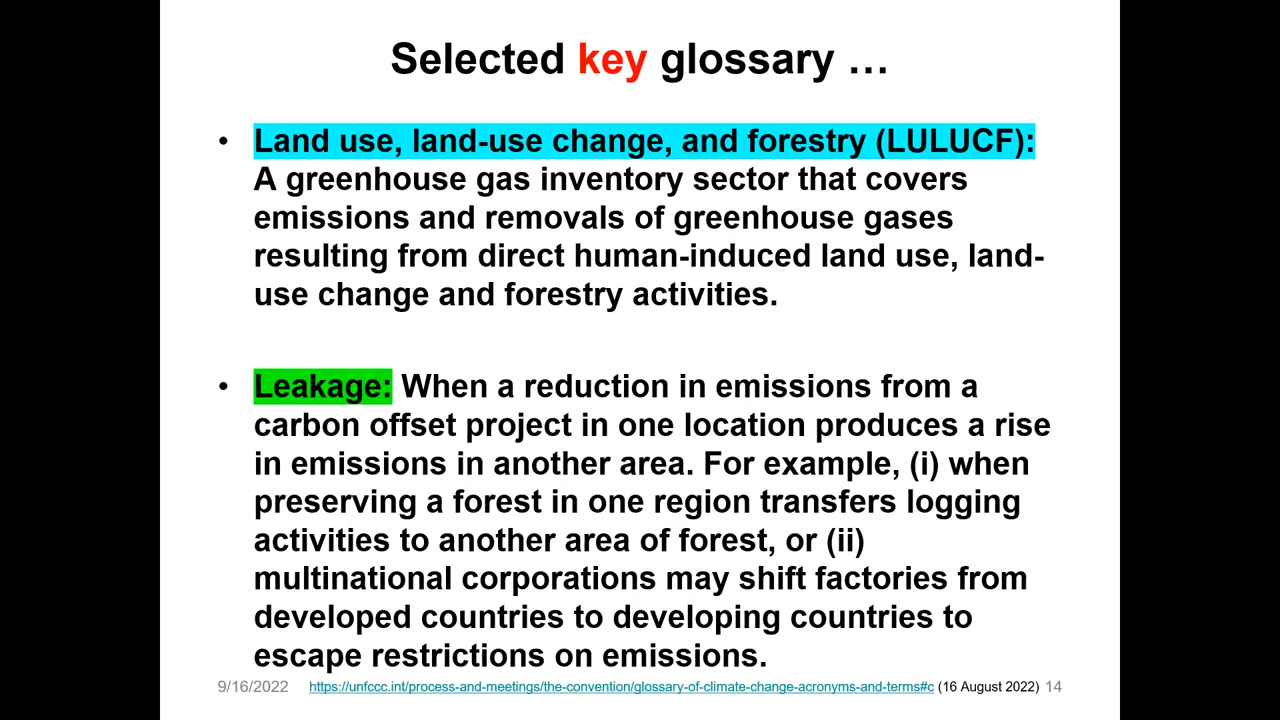 Selected key glossary …
• Land use, land-use change, and forestry (LULUCF):
A greenhouse gas inventory sector that covers
emissions and removals of greenhouse gases
resulting from direct human-induced land use, land-
use change and forestry activities.
• Leakage: When a reduction in emissions from a
carbon offset project in one location produces a rise
in emissions in another area. For example, (i) when
preserving a forest in one region transfers logging
activities to another area of forest, or (ii)
multinational corporations may shift factories from
developed countries to developing countries to
escape restrictions on emissions.
9/16/2022 https://unfccc.int/process-and-meetings/the-convention/glossary-of-climate-change-acronyms-and-terms#c (16 August 2022) 14